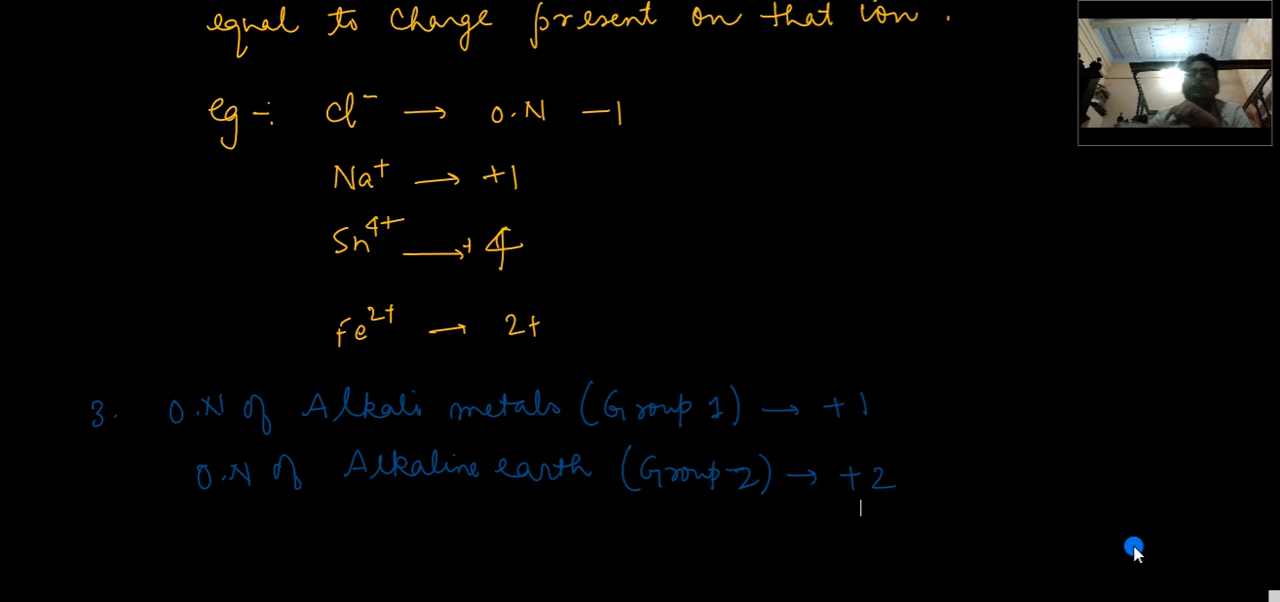 equal to charge present on that ion.
eg -: Cl⁻ → O.N -1
Na⁺ → +1
Sn⁴⁺ → +4
Fe²⁺ → 2+
3. O.N of Alkali metals (Group 1) → +1
O.N of Alkaline earth (Group-2) → +2